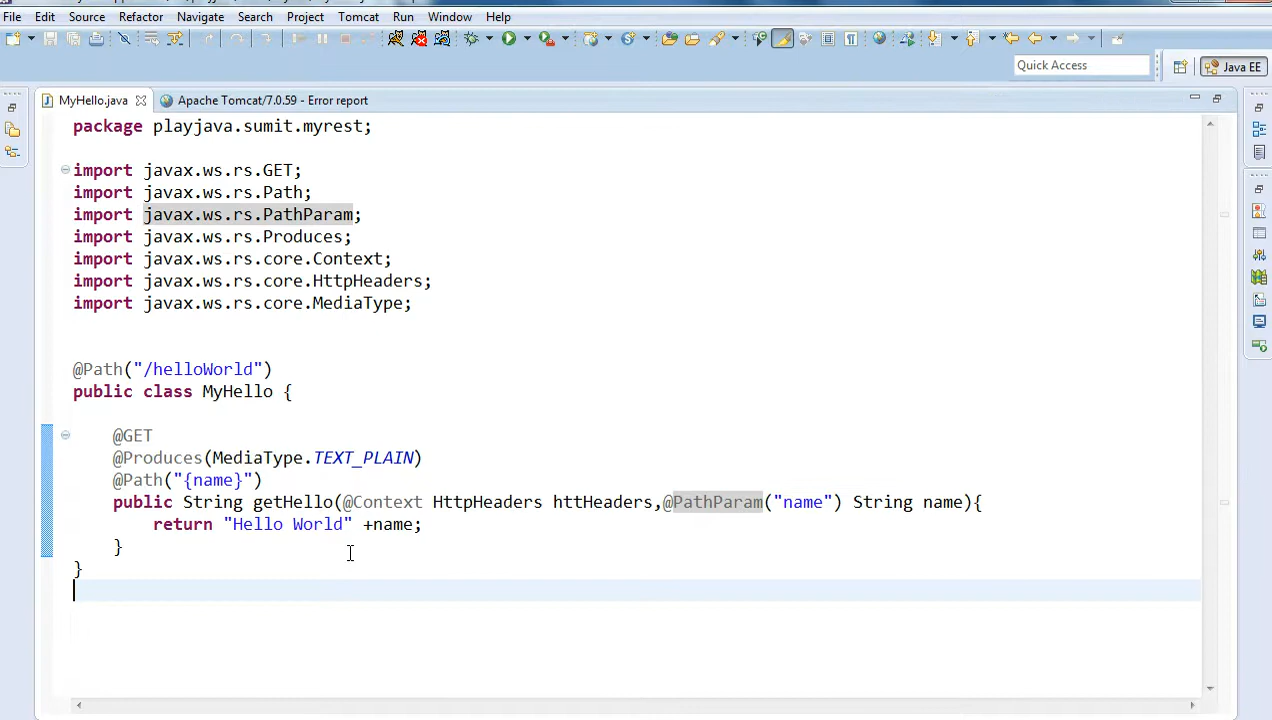 File Edit Source Refactor Navigate Search Project Tomcat Run Window Help
Quick Access
Java EE
MyHello.java
Apache Tomcat/7.0.59 - Error report
package playjava.sumit.myrest;
import javax.ws.rs.GET;
import javax.ws.rs.Path;
import javax.ws.rs.PathParam;
import javax.ws.rs.Produces;
import javax.ws.rs.core.Context;
import javax.ws.rs.core.HttpHeaders;
import javax.ws.rs.core.MediaType;
@Path("/helloWorld")
public class MyHello {
@GET
@Produces(MediaType.TEXT_PLAIN)
@Path("{name}")
public String getHello(@Context HttpHeaders httHeaders,@PathParam("name") String name){
return "Hello World" +name;
}
}